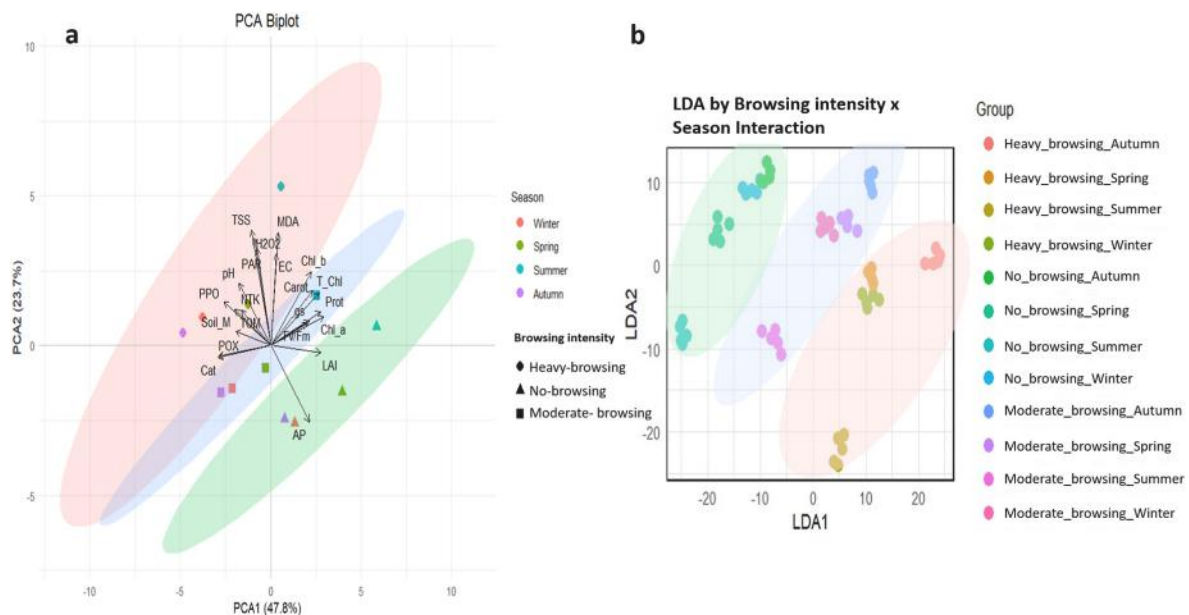 a
PCA Biplot
10
5
0
-5
PCA2 (23.7%)
TSS
MDA
H2O2
PAR
EC
Chl_b
pH
Carot
T_Chl
PPO
NTK
Prot
gs
Soil_M
TOM
Chl_a
Fv/Fm
POX
LAI
Cat
AP
-10
-5
0
5
10
PCA1 (47.8%)
Season
Winter
Spring
Summer
Autumn
Browsing intensity
Heavy-browsing
No-browsing
Moderate- browsing
b
LDA by Browsing intensity x
Season Interaction
10
0
-10
-20
LDA2
-20
-10
0
10
20
LDA1
Group
Heavy_browsing_Autumn
Heavy_browsing_Spring
Heavy_browsing_Summer
Heavy_browsing_Winter
No_browsing_Autumn
No_browsing_Spring
No_browsing_Summer
No_browsing_Winter
Moderate_browsing_Autumn
Moderate_browsing_Spring
Moderate_browsing_Summer
Moderate_browsing_Winter